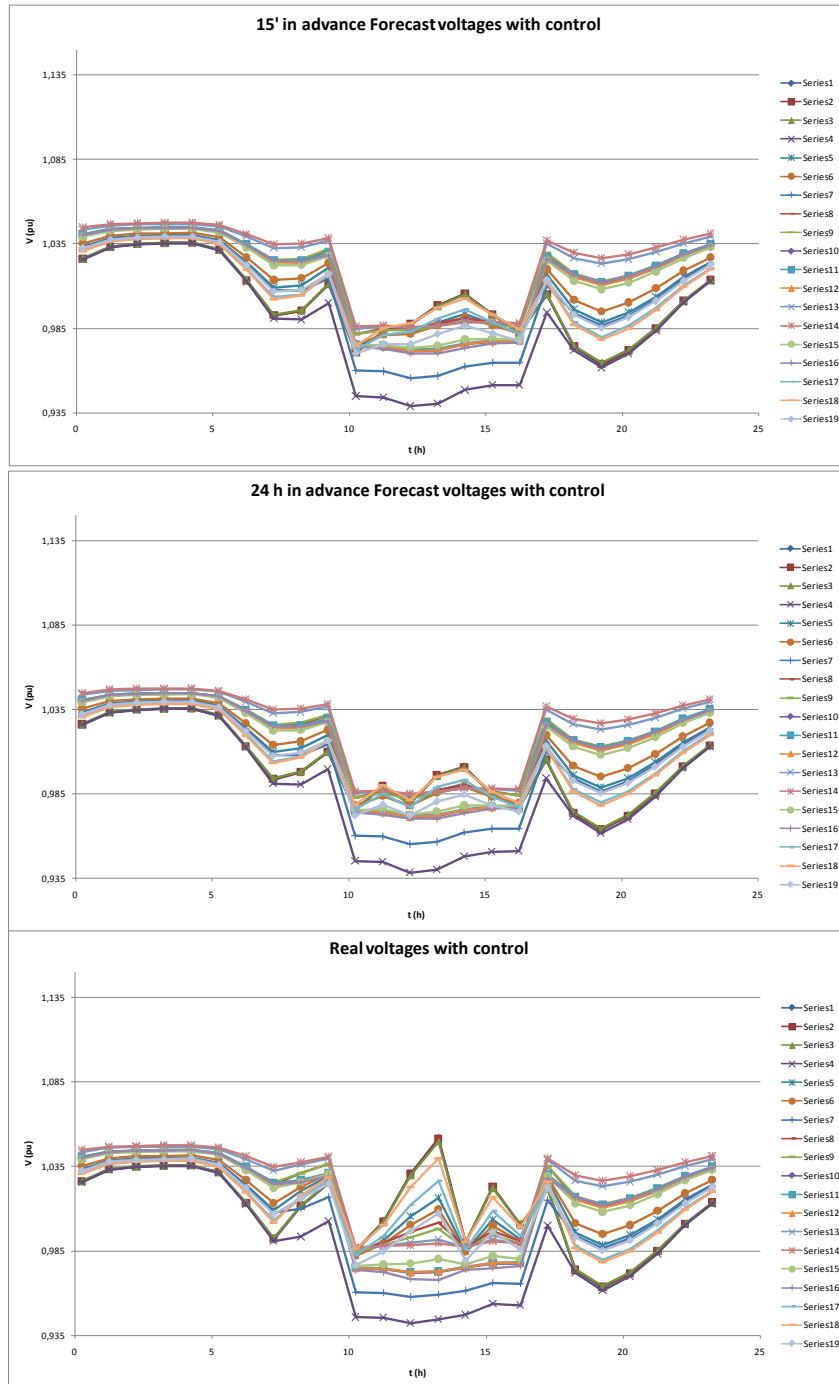 15' in advance Forecast voltages with control
V (pu)
1,135
1,085
1,035
0,985
0,935
0
5
10
15
20
25
t (h)
Series1
Series2
Series3
Series4
Series5
Series6
Series7
Series8
Series9
Series10
Series11
Series12
Series13
Series14
Series15
Series16
Series17
Series18
Series19
24 h in advance Forecast voltages with control
V (pu)
1,135
1,085
1,035
0,985
0,935
0
5
10
15
20
25
t (h)
Series1
Series2
Series3
Series4
Series5
Series6
Series7
Series8
Series9
Series10
Series11
Series12
Series13
Series14
Series15
Series16
Series17
Series18
Series19
Real voltages with control
V (pu)
1,135
1,085
1,035
0,985
0,935
0
5
10
15
20
25
t (h)
Series1
Series2
Series3
Series4
Series5
Series6
Series7
Series8
Series9
Series10
Series11
Series12
Series13
Series14
Series15
Series16
Series17
Series18
Series19